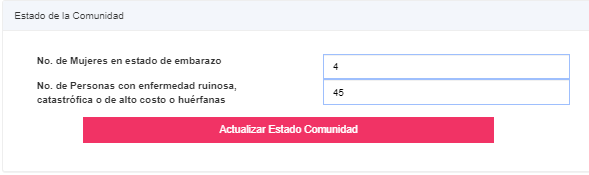 Estado de la Comunidad
No. de Mujeres en estado de embarazo
4
No. de Personas con enfermedad ruinosa,
catastrófica o de alto costo o huérfanas
45
Actualizar Estado Comunidad